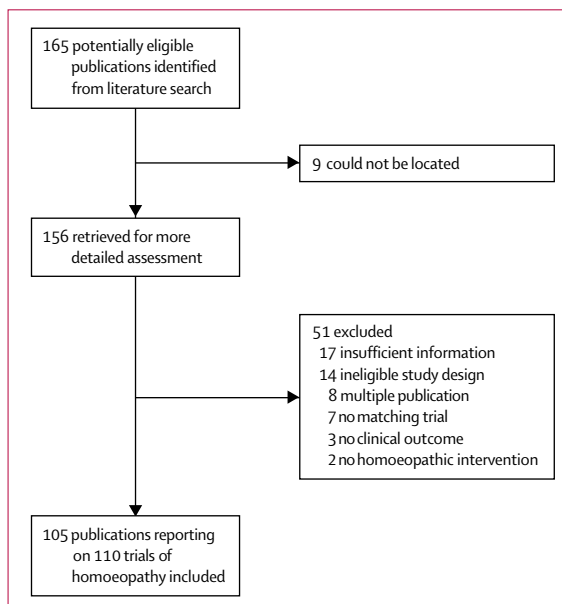 165 potentially eligible
publications identified
from literature search
9 could not be located
156 retrieved for more
detailed assessment
51 excluded
17 insufficient information
14 ineligible study design
8 multiple publication
7 no matching trial
3 no clinical outcome
2 no homoeopathic intervention
105 publications reporting
on 110 trials of
homoeopathy included